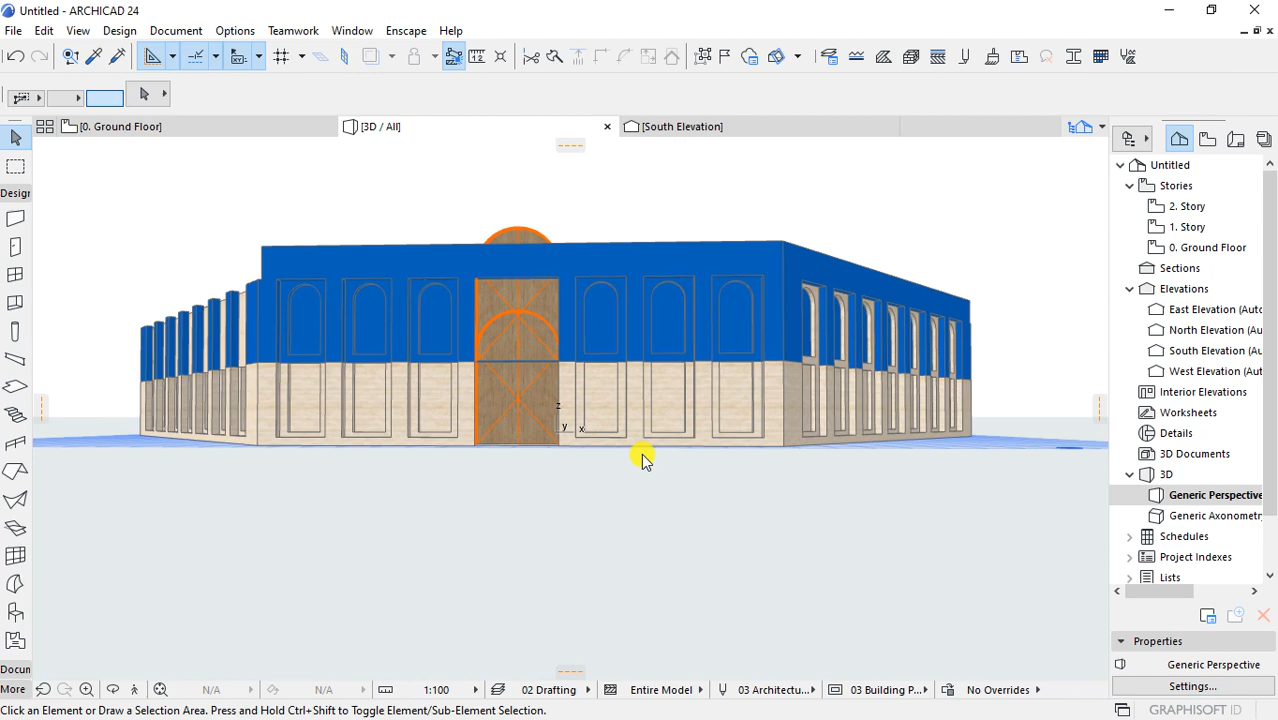 Untitled - ARCHICAD 24
File Edit View Design Document Options Teamwork Window Enscape Help
[0. Ground Floor] [3D / All] [South Elevation]
Design
Untitled
Stories
2. Story
1. Story
0. Ground Floor
Sections
Elevations
East Elevation (Auto
North Elevation (Au
South Elevation (Au
West Elevation (Aut
Interior Elevations
Worksheets
Details
3D Documents
3D
Generic Perspective
Generic Axonometr
Schedules
Project Indexes
Lists
z
y x
Properties
Generic Perspective
Settings...
Docun
More N/A N/A 1:100 02 Drafting Entire Model 03 Architectu... 03 Building P... No Overrides
Click an Element or Draw a Selection Area. Press and Hold Ctrl+Shift to Toggle Element/Sub-Element Selection.
GRAPHISOFT ID